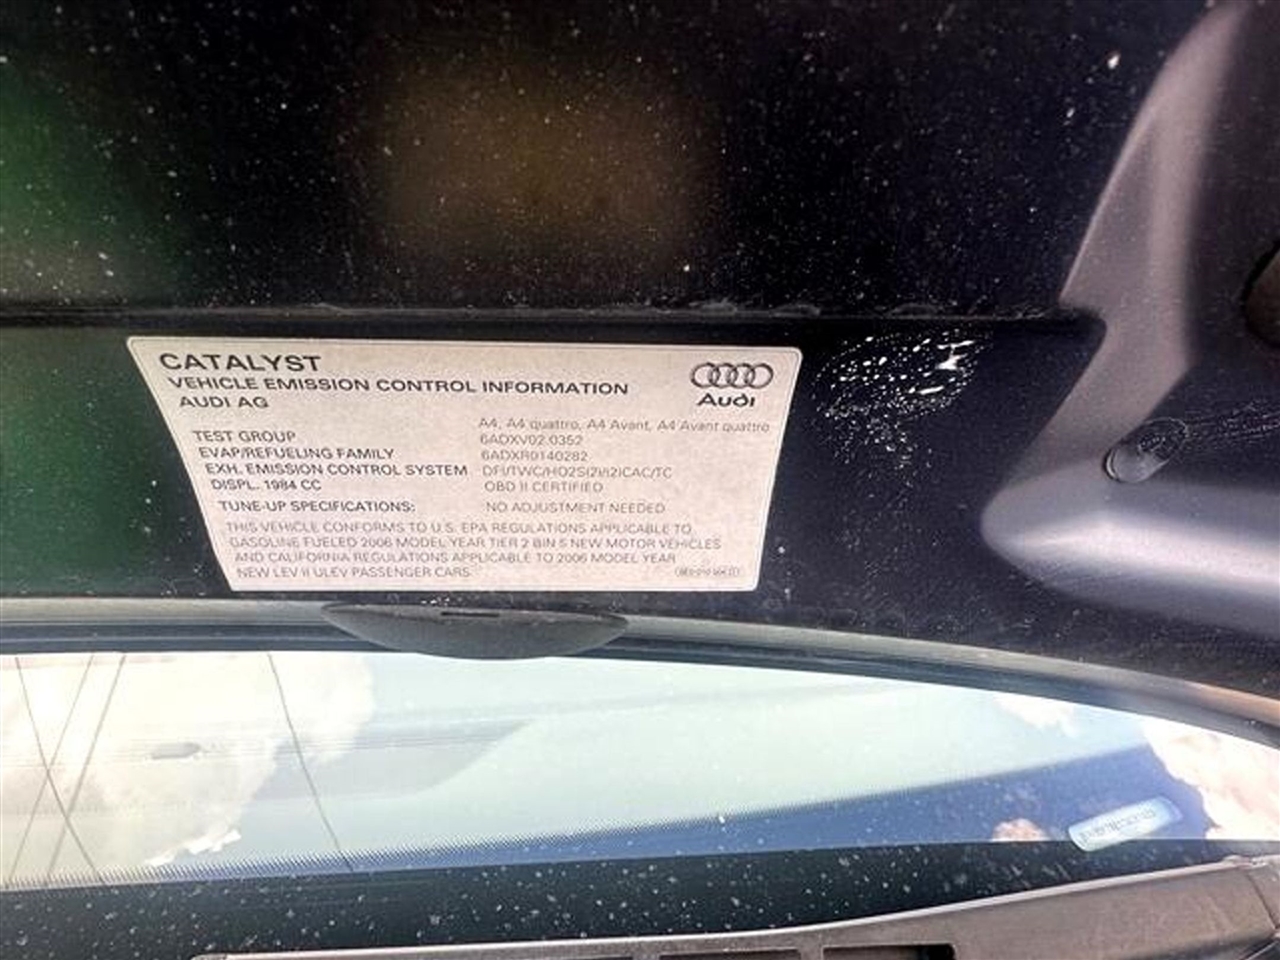 CATALYST
VEHICLE EMISSION CONTROL INFORMATION
AUDI AG
Audi
A4, A4 quattro, A4 Avant, A4 Avant quattro
TEST GROUP 6ADXV02.0352
EVAP/REFUELING FAMILY 6ADXR0140282
EXH. EMISSION CONTROL SYSTEM DFI/TWC/HO2S(2)/(2)CAC/TC
DISPL. 1984 CC OBD II CERTIFIED
TUNE-UP SPECIFICATIONS: NO ADJUSTMENT NEEDED
THIS VEHICLE CONFORMS TO U.S. EPA REGULATIONS APPLICABLE TO
GASOLINE FUELED 2006 MODEL YEAR TIER 2 BIN 5 NEW MOTOR VEHICLES
AND CALIFORNIA REGULATIONS APPLICABLE TO 2006 MODEL YEAR
NEW LEV II ULEV PASSENGER CARS